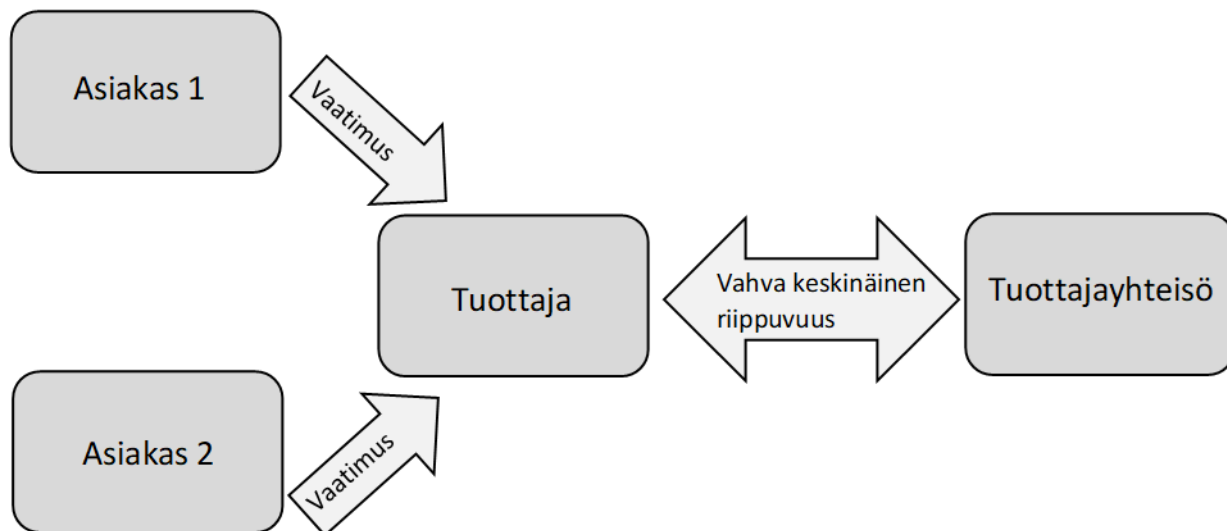 Asiakas 1
Vaatimus
Tuottaja
Vahva keskinäinen
riippuvuus
Tuottajayhteisö
Asiakas 2
Vaatimus